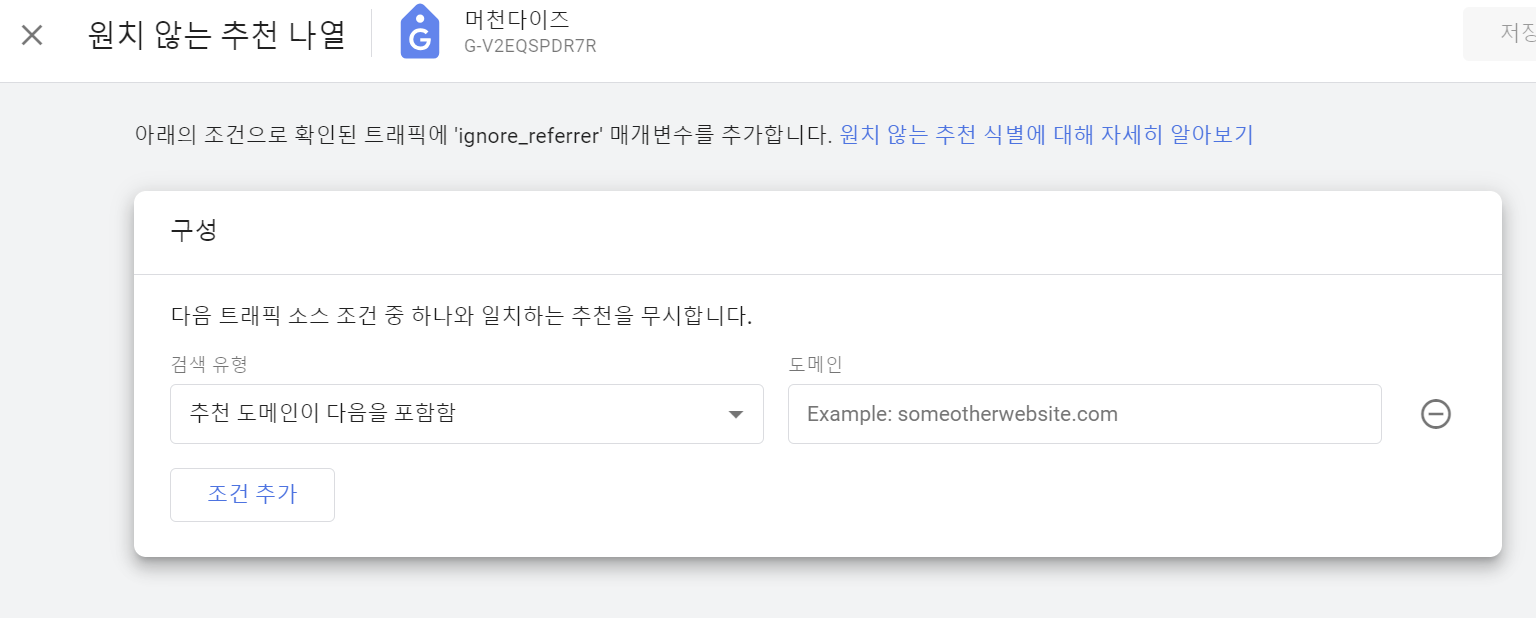 원치 않는 추천 나열
머천다이즈
G-V2EQSPDR7R
저장
아래의 조건으로 확인된 트래픽에 'ignore_referrer' 매개변수를 추가합니다. 원치 않는 추천 식별에 대해 자세히 알아보기
구성
다음 트래픽 소스 조건 중 하나와 일치하는 추천을 무시합니다.
검색 유형
도메인
추천 도메인이 다음을 포함함
Example: someotherwebsite.com
조건 추가